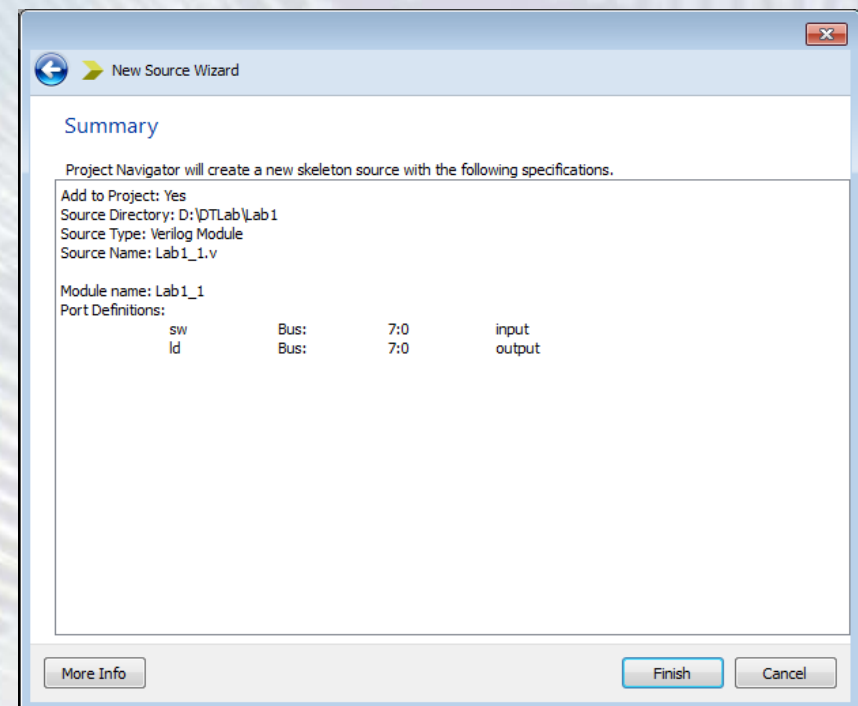 New Source Wizard
Summary
Project Navigator will create a new skeleton source with the following specifications.
Add to Project: Yes
Source Directory: D:\DTLab\Lab1
Source Type: Verilog Module
Source Name: Lab1_1.v
Module name: Lab1_1
Port Definitions:
sw Bus: 7:0 input
ld Bus: 7:0 output
More Info Finish Cancel